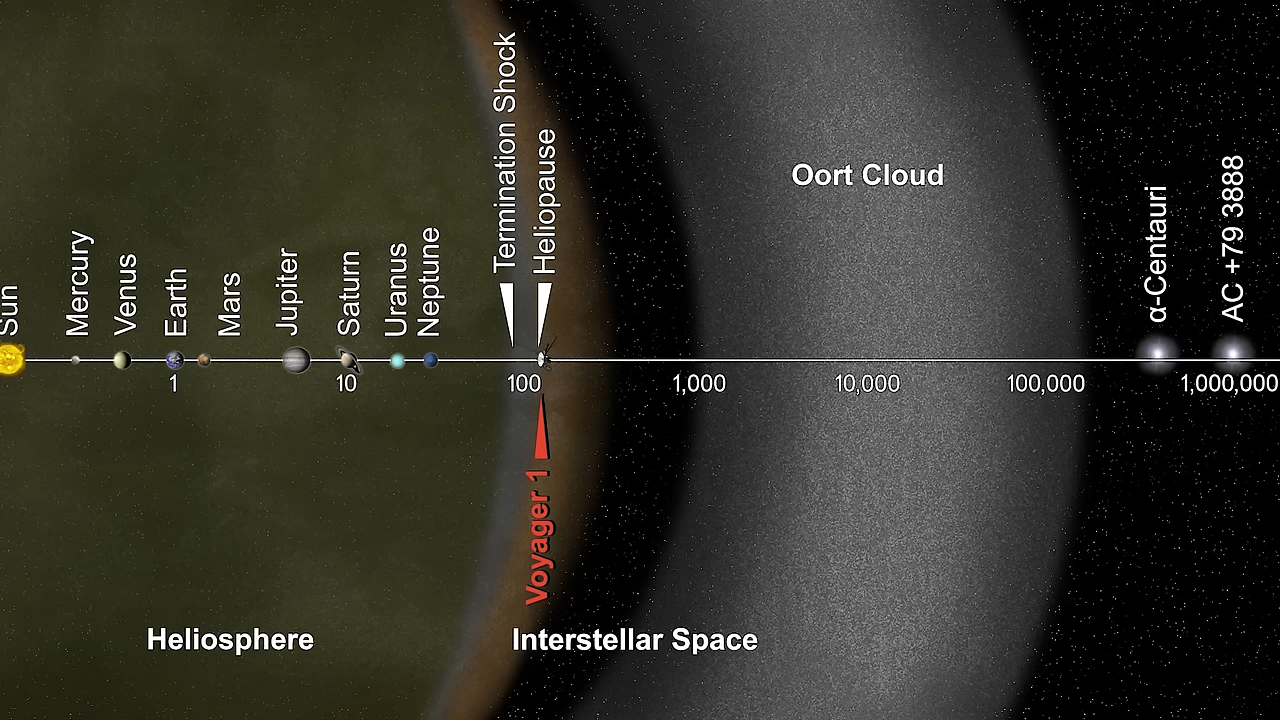 Sun
Mercury
Venus
Earth
Mars
Jupiter
Saturn
Uranus
Neptune
Termination Shock
Heliopause
Oort Cloud
α-Centauri
AC +79 3888
1
10
100
1,000
10,000
100,000
1,000,000
Voyager 1
Heliosphere
Interstellar Space